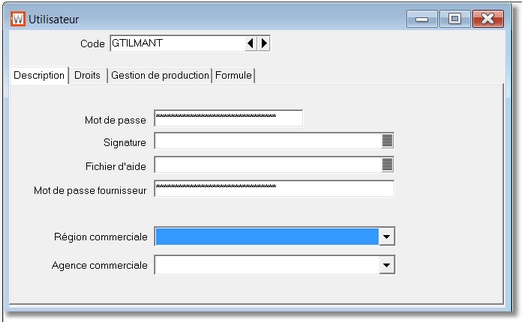 Utilisateur
Code GTILMANT
Description Droits Gestion de production Formule
Mot de passe ******************************
Signature
Fichier d'aide
Mot de passe fournisseur ******************************
Région commerciale
Agence commerciale